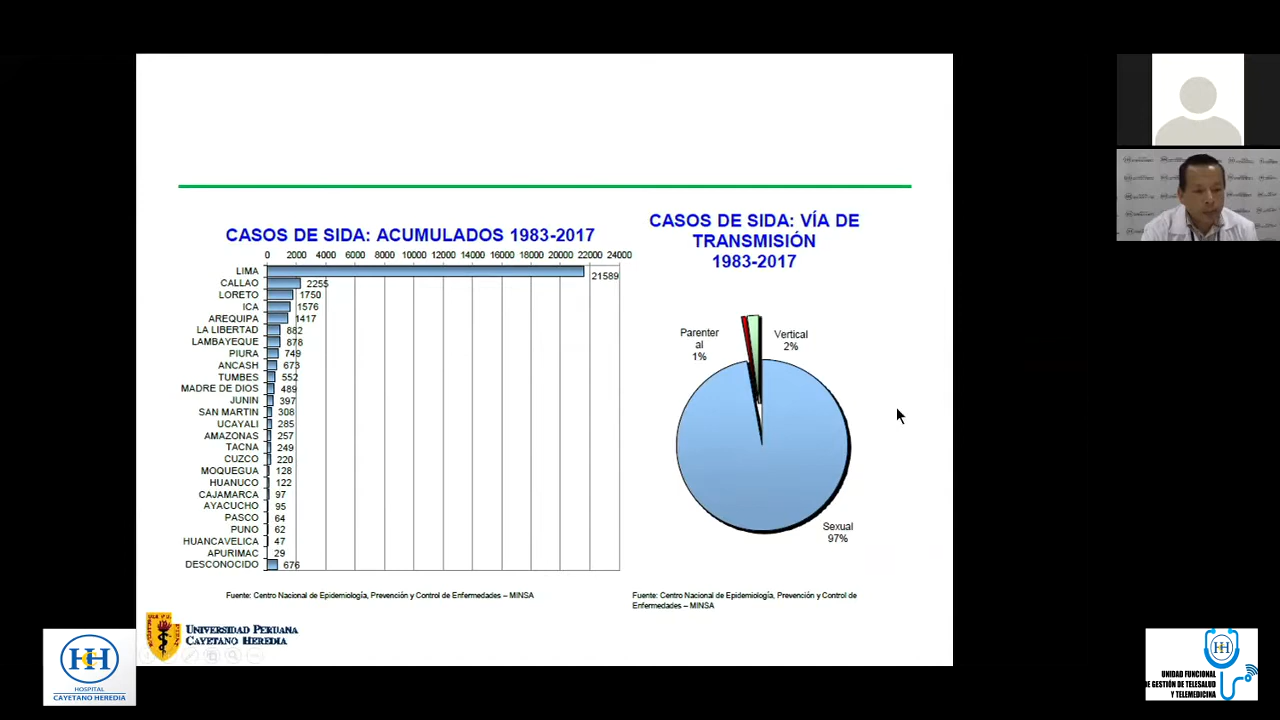 CASOS DE SIDA: ACUMULADOS 1983-2017
0 2000 4000 6000 8000 10000 12000 14000 16000 18000 20000 22000 24000
LIMA 21589
CALLAO 2255
LORETO 1750
ICA 1576
AREQUIPA 1417
LA LIBERTAD 882
LAMBAYEQUE 878
PIURA 749
ANCASH 673
TUMBES 552
MADRE DE DIOS 489
JUNIN 397
SAN MARTIN 308
UCAYALI 285
AMAZONAS 257
TACNA 249
CUZCO 220
MOQUEGUA 128
HUANUCO 122
CAJAMARCA 97
AYACUCHO 95
PASCO 64
PUNO 62
HUANCAVELICA 47
APURIMAC 29
DESCONOCIDO 676
Fuente: Centro Nacional de Epidemiología, Prevención y Control de Enfermedades – MINSA
CASOS DE SIDA: VÍA DE
TRANSMISIÓN
1983-2017
Parenter
al
1%
Vertical
2%
Sexual
97%
Fuente: Centro Nacional de Epidemiología, Prevención y Control de
Enfermedades – MINSA
UNIVERSIDAD PERUANA
CAYETANO HEREDIA
HOSPITAL
CAYETANO HEREDIA
UNIDAD FUNCIONAL
DE GESTIÓN DE TELESALUD
Y TELEMEDICINA